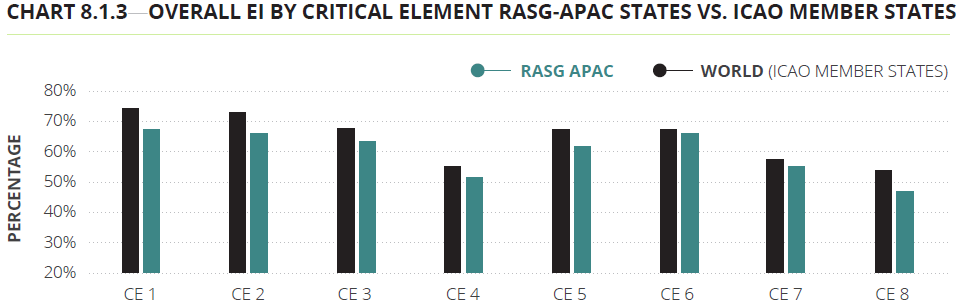 CHART 8.1.3—OVERALL EI BY CRITICAL ELEMENT RASG-APAC STATES VS. ICAO MEMBER STATES
RASG APAC
WORLD (ICAO MEMBER STATES)
PERCENTAGE
80%
70%
60%
50%
40%
30%
20%
CE 1 CE 2 CE 3 CE 4 CE 5 CE 6 CE 7 CE 8